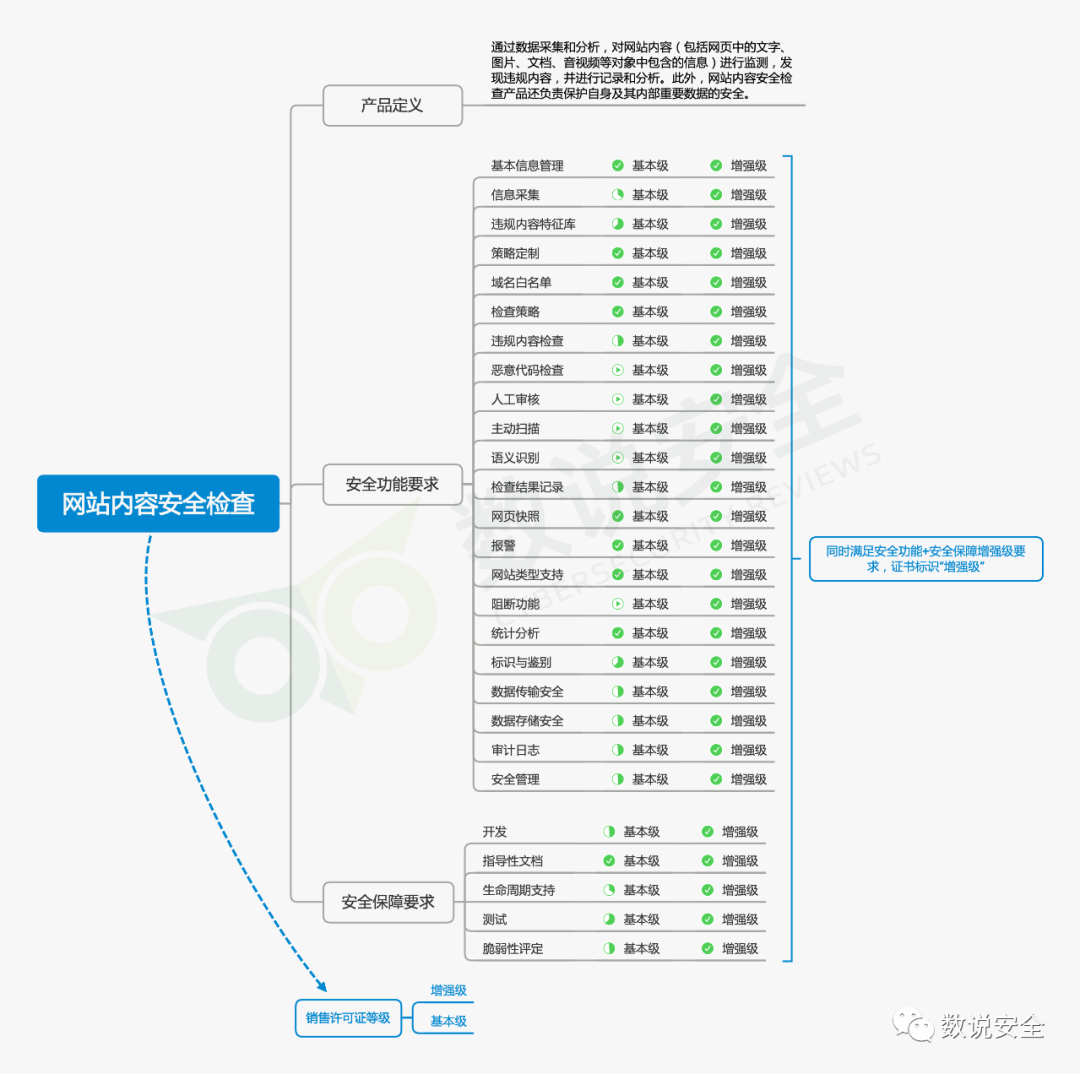 通过数据采集和分析，对网站内容（包括网页中的文字、
图片、文档、音视频等对象中包含的信息）进行监测，发
现违规内容，并进行记录和分析。此外，网站内容安全检
查产品还负责保护自身及其内部重要数据的安全。
产品定义
基本信息管理 基本级 增强级
信息采集 基本级 增强级
违规内容特征库 基本级 增强级
策略定制 基本级 增强级
域名白名单 基本级 增强级
检查策略 基本级 增强级
违规内容检查 基本级 增强级
恶意代码检查 基本级 增强级
人工审核 基本级 增强级
主动扫描 基本级 增强级
语义识别 基本级 增强级
安全功能要求
检查结果记录 基本级 增强级
网站内容安全检查
网页快照 基本级 增强级
报警 基本级 增强级
同时满足安全功能+安全保障增强级要
求，证书标识“增强级”
网站类型支持 基本级 增强级
阻断功能 基本级 增强级
统计分析 基本级 增强级
标识与鉴别 基本级 增强级
数据传输安全 基本级 增强级
数据存储安全 基本级 增强级
审计日志 基本级 增强级
安全管理 基本级 增强级
开发 基本级 增强级
指导性文档 基本级 增强级
生命周期支持 基本级 增强级
安全保障要求
测试 基本级 增强级
脆弱性评定 基本级 增强级
增强级
销售许可证等级
基本级
数说安全
CYBERSECURITY REVIEWS
数说安全